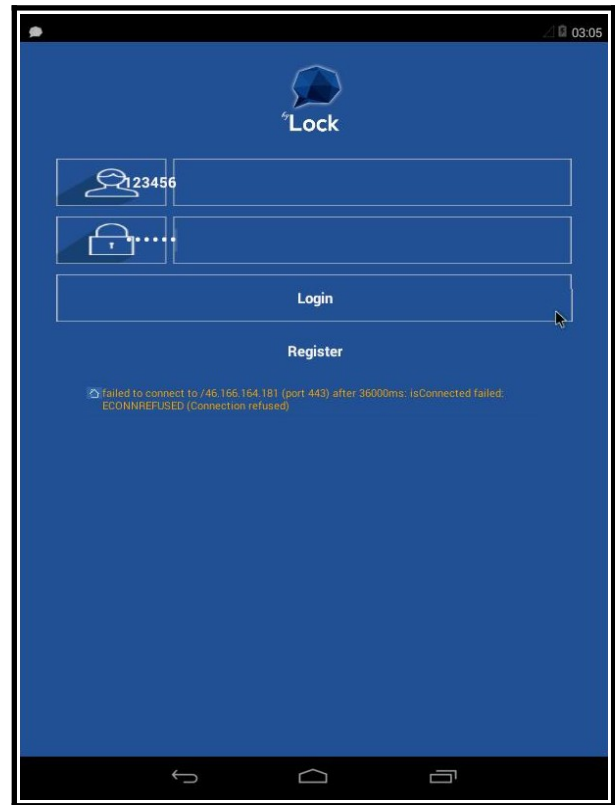 03:05
Lock
123456
••••••
Login
Register
failed to connect to /46.166.164.181 (port 443) after 36000ms: isConnected failed:
ECONNREFUSED (Connection refused)